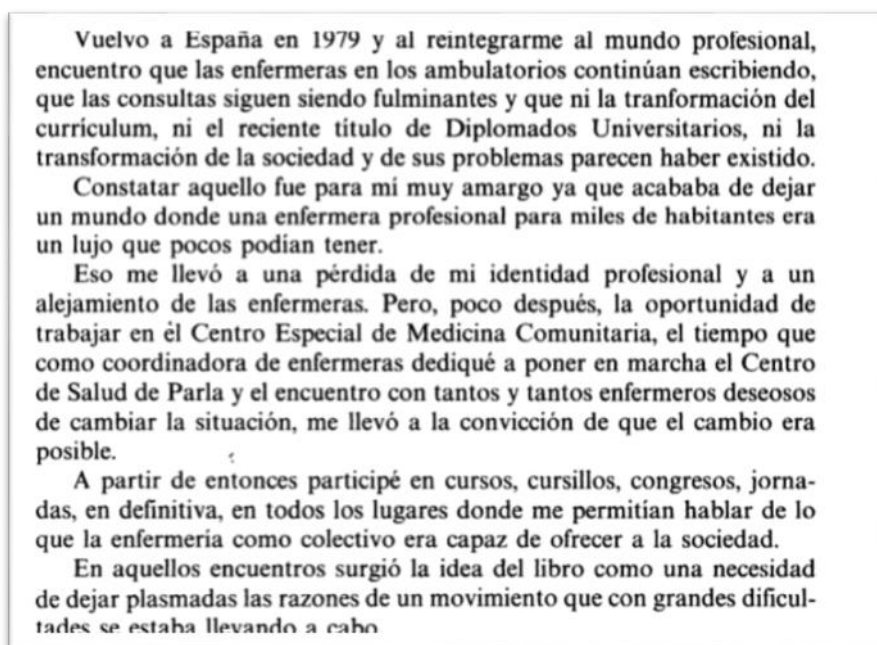 Vuelvo a España en 1979 y al reintegrarme al mundo profesional,
encuentro que las enfermeras en los ambulatorios continúan escribiendo,
que las consultas siguen siendo fulminantes y que ni la tranformación del
currículum, ni el reciente título de Diplomados Universitarios, ni la
transformación de la sociedad y de sus problemas parecen haber existido.
Constatar aquello fue para mí muy amargo ya que acababa de dejar
un mundo donde una enfermera profesional para miles de habitantes era
un lujo que pocos podían tener.
Eso me llevó a una pérdida de mi identidad profesional y a un
alejamiento de las enfermeras. Pero, poco después, la oportunidad de
trabajar en èl Centro Especial de Medicina Comunitaria, el tiempo que
como coordinadora de enfermeras dediqué a poner en marcha el Centro
de Salud de Parla y el encuentro con tantos y tantos enfermeros deseosos
de cambiar la situación, me llevó a la convicción de que el cambio era
posible.
A partir de entonces participé en cursos, cursillos, congresos, jorna-
das, en definitiva, en todos los lugares donde me permitían hablar de lo
que la enfermería como colectivo era capaz de ofrecer a la sociedad.
En aquellos encuentros surgió la idea del libro como una necesidad
de dejar plasmadas las razones de un movimiento que con grandes dificul-
tades se estaba llevando a cabo